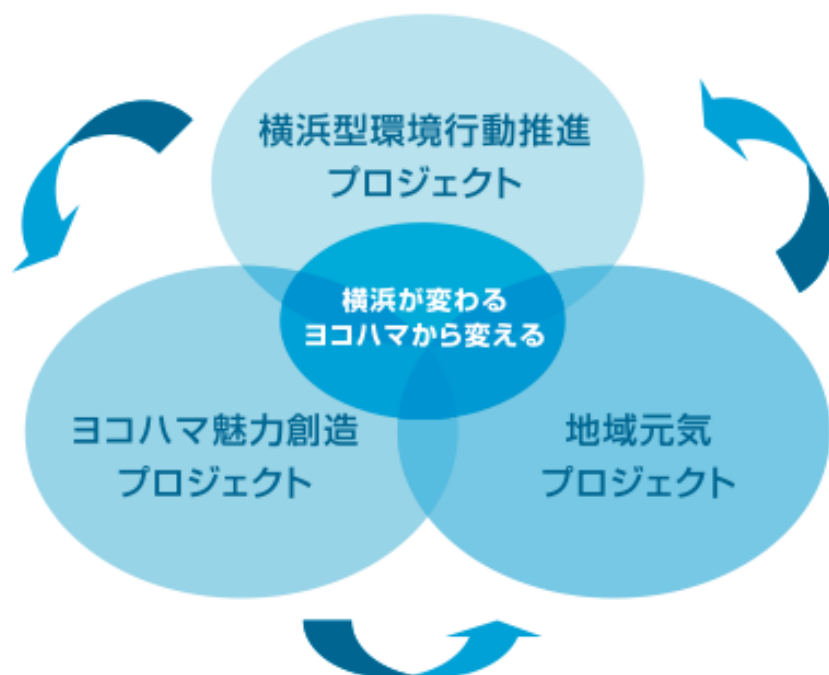 横浜型環境行動推進
プロジェクト
横浜が変わる
ヨコハマから変える
ヨコハマ魅力創造
プロジェクト
地域元気
プロジェクト